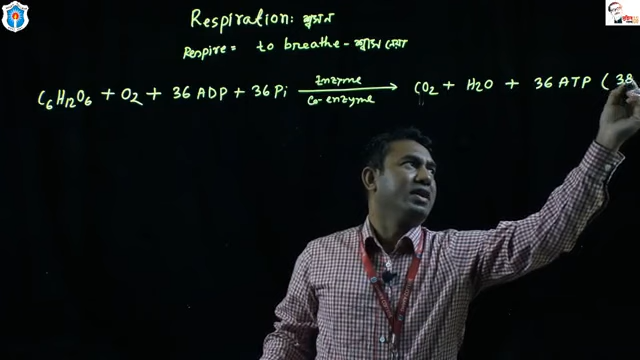 Respiration: শ্বসন
Respire = to breathe - শ্বাস নেয়া
C6H12O6 + O2 + 36 ADP + 36 Pi Enzyme Co-enzyme → CO2 + H2O + 36 ATP ( 38